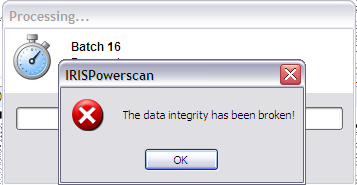 Processing...
Batch 16
IRISPowerscan
The data integrity has been broken!
OK